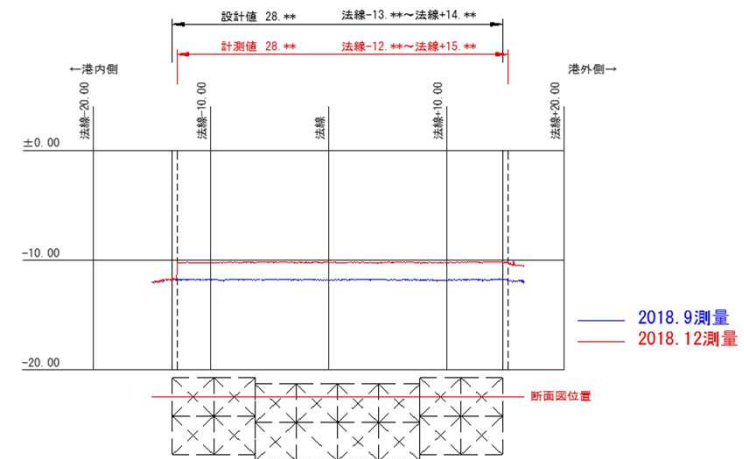 設計値 28.** 法線-13.**～法線+14.**
計測値 28.** 法線-12.**～法線+15.**
←港内側
港外側→
法線-20.00
法線-10.00
法線
法線+10.00
法線+20.00
±0.00
-10.00
-20.00
2018.9測量
2018.12測量
断面図位置